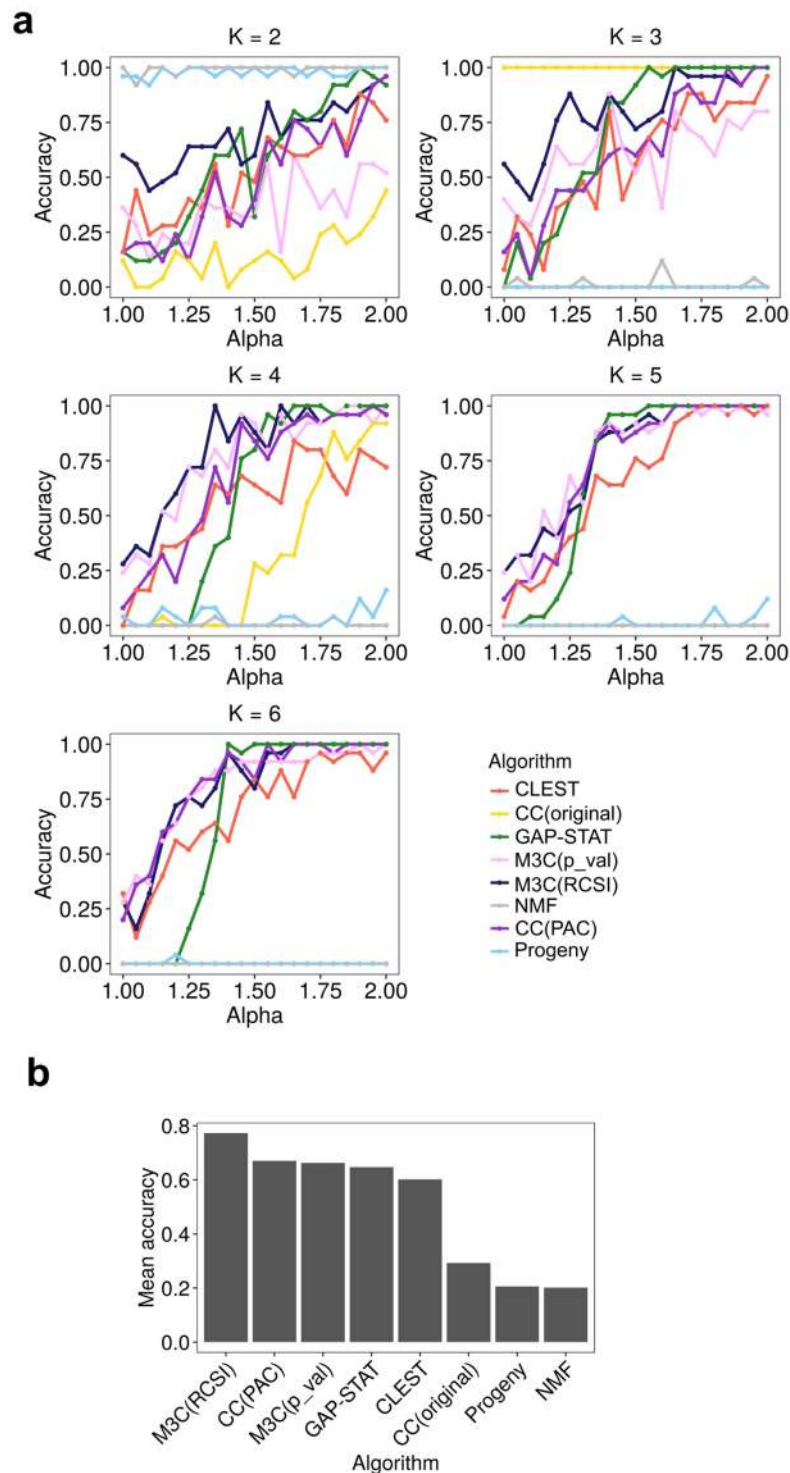 a
K = 2
K = 3
1.00
0.75
0.50
0.25
0.00
Accuracy
1.00 1.25 1.50 1.75 2.00
Alpha
1.00
0.75
0.50
0.25
0.00
Accuracy
1.00 1.25 1.50 1.75 2.00
Alpha
K = 4
K = 5
1.00
0.75
0.50
0.25
0.00
Accuracy
1.00 1.25 1.50 1.75 2.00
Alpha
1.00
0.75
0.50
0.25
0.00
Accuracy
1.00 1.25 1.50 1.75 2.00
Alpha
K = 6
1.00
0.75
0.50
0.25
0.00
Accuracy
1.00 1.25 1.50 1.75 2.00
Alpha
Algorithm
CLEST
CC(original)
GAP-STAT
M3C(p_val)
M3C(RCSI)
NMF
CC(PAC)
Progeny
b
0.8
0.6
0.4
0.2
0.0
Mean accuracy
M3C(RCSI)
CC(PAC)
M3C(p_val)
GAP-STAT
CLEST
CC(original)
Progeny
NMF
Algorithm